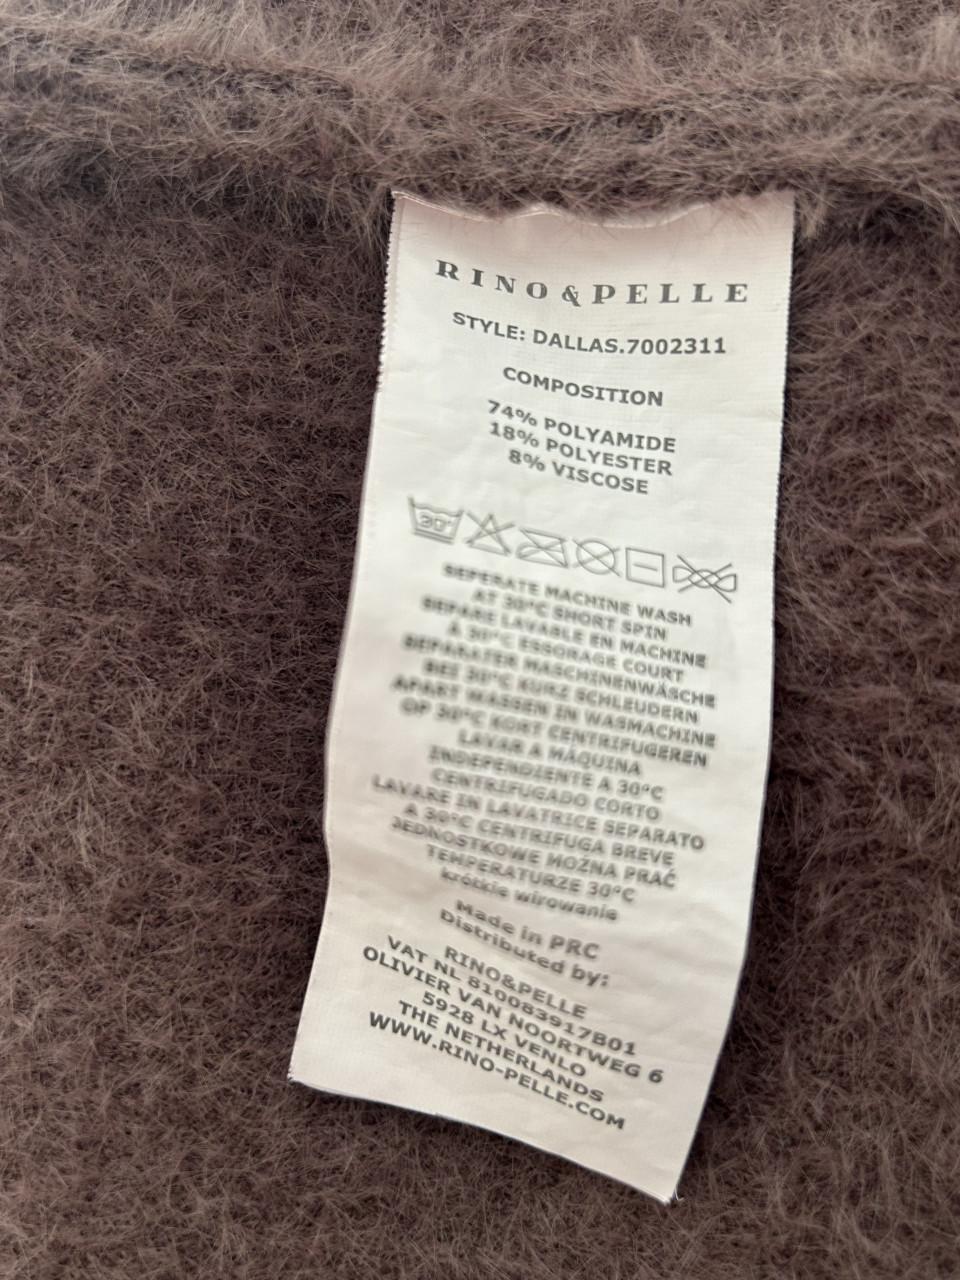 RINO&PELLE
STYLE: DALLAS.7002311
COMPOSITION
74% POLYAMIDE
18% POLYESTER
8% VISCOSE
30°
SEPERATE MACHINE WASH
AT 30°C SHORT SPIN
SEPARE LAVABLE EN MACHINE
À 30°C ESSORAGE COURT
SEPARATER MASCHINENWÄSCHE
BEI 30°C KURZ SCHLEUDERN
APART WASSEN IN WASMACHINE
OP 30°C KORT CENTRIFUGEREN
LAVAR A MÁQUINA
INDEPENDIENTE A 30°C
CENTRIFUGADO CORTO
LAVARE IN LAVATRICE SEPARATO
A 30°C CENTRIFUGA BREVE
JEDNOSTKOWE MOŻNA PRAĆ
TEMPERATURZE 30°C
krótkie wirowanie
Made in PRC
Distributed by:
RINO&PELLE
VAT NL 810083917B01
OLIVIER VAN NOORTWEG 6
5928 LX VENLO
THE NETHERLANDS
WWW.RINO-PELLE.COM